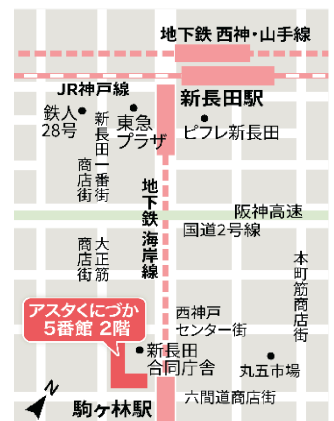 地下鉄 西神・山手線
JR神戸線
新長田駅
鉄人
28号
新長田一番街
商店街
東急
プラザ
ピフレ新長田
地下鉄 海岸線
阪神高速
国道2号線
大正筋
商店街
本町筋商店街
アスタくにづか
5番館 2階
西神戸
センター街
新長田
合同庁舎
丸五市場
六間道商店街
駒ヶ林駅
N